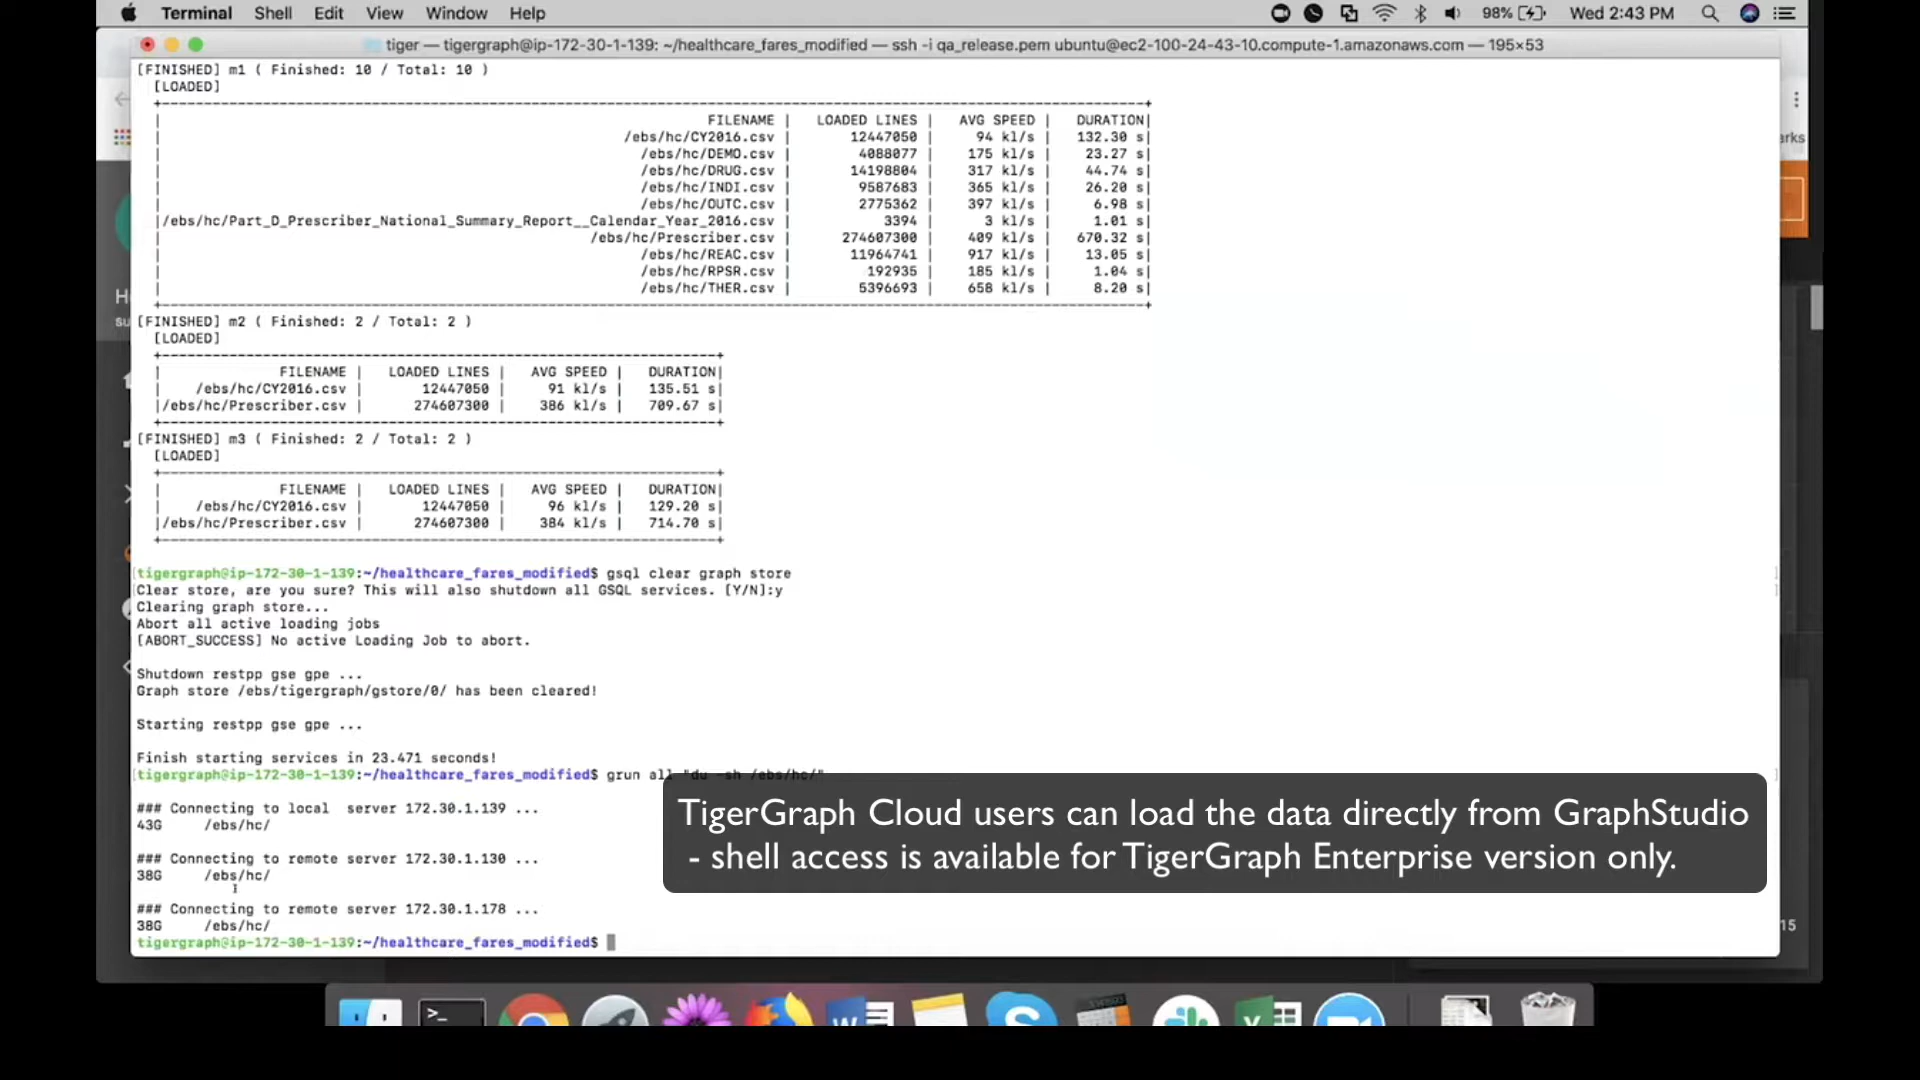 Terminal Shell Edit View Window Help 98% Wed 2:43 PM
tiger — tigergraph@ip-172-30-1-139: ~/healthcare_fares_modified — ssh -i qa_release.pem ubuntu@ec2-100-24-43-10.compute-1.amazonaws.com — 195×53
[FINISHED] m1 ( Finished: 10 / Total: 10 )
[LOADED]
FILENAME | LOADED LINES | AVG SPEED | DURATION|
/ebs/hc/CY2016.csv | 12447050 | 94 kl/s | 132.30 s|
/ebs/hc/DEMO.csv | 4088077 | 175 kl/s | 23.27 s|
/ebs/hc/DRUG.csv | 14198804 | 317 kl/s | 44.74 s|
/ebs/hc/INDI.csv | 9587683 | 365 kl/s | 26.20 s|
/ebs/hc/OUTC.csv | 2775362 | 397 kl/s | 6.98 s|
|/ebs/hc/Part_D_Prescriber_National_Summary_Report__Calendar_Year_2016.csv | 3394 | 3 kl/s | 1.01 s|
/ebs/hc/Prescriber.csv | 274607300 | 409 kl/s | 670.32 s|
/ebs/hc/REAC.csv | 11964741 | 917 kl/s | 13.05 s|
/ebs/hc/RPSR.csv | 192935 | 185 kl/s | 1.04 s|
/ebs/hc/THER.csv | 5396693 | 658 kl/s | 8.20 s|
[FINISHED] m2 ( Finished: 2 / Total: 2 )
[LOADED]
| FILENAME | LOADED LINES | AVG SPEED | DURATION|
| /ebs/hc/CY2016.csv | 12447050 | 91 kl/s | 135.51 s|
|/ebs/hc/Prescriber.csv | 274607300 | 386 kl/s | 709.67 s|
[FINISHED] m3 ( Finished: 2 / Total: 2 )
[LOADED]
| FILENAME | LOADED LINES | AVG SPEED | DURATION|
| /ebs/hc/CY2016.csv | 12447050 | 96 kl/s | 129.20 s|
|/ebs/hc/Prescriber.csv | 274607300 | 384 kl/s | 714.70 s|
tigergraph@ip-172-30-1-139:~/healthcare_fares_modified$ gsql clear graph store
Clear store, are you sure? This will also shutdown all GSQL services. [Y/N]:y
Clearing graph store...
Abort all active loading jobs
[ABORT_SUCCESS] No active Loading Job to abort.
Shutdown restpp gse gpe ...
Graph store /ebs/tigergraph/gstore/0/ has been cleared!
Starting restpp gse gpe ...
Finish starting services in 23.471 seconds!
tigergraph@ip-172-30-1-139:~/healthcare_fares_modified$ grun all "du -sh /ebs/hc/"
### Connecting to local server 172.30.1.139 ...
43G /ebs/hc/
### Connecting to remote server 172.30.1.130 ...
38G /ebs/hc/
### Connecting to remote server 172.30.1.178 ...
38G /ebs/hc/
tigergraph@ip-172-30-1-139:~/healthcare_fares_modified$
TigerGraph Cloud users can load the data directly from GraphStudio
- shell access is available for TigerGraph Enterprise version only.